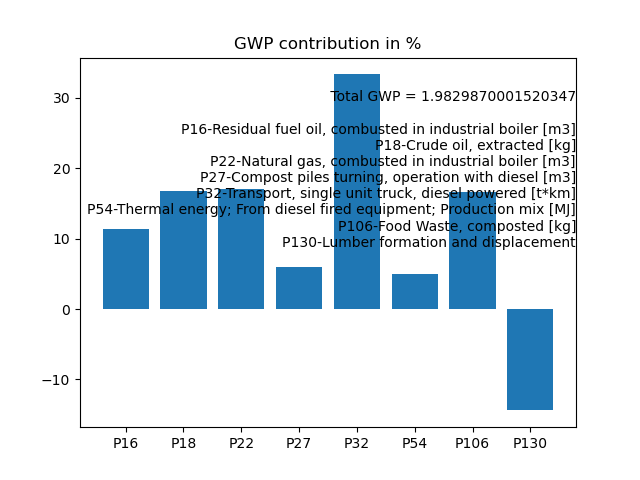 GWP contribution in %
30
20
10
0
−10
Total GWP = 1.9829870001520347
P16-Residual fuel oil, combusted in industrial boiler [m3]
P18-Crude oil, extracted [kg]
P22-Natural gas, combusted in industrial boiler [m3]
P27-Compost piles turning, operation with diesel [m3]
P32-Transport, single unit truck, diesel powered [t*km]
P54-Thermal energy; From diesel fired equipment; Production mix [MJ]
P106-Food Waste, composted [kg]
P130-Lumber formation and displacement
P16 P18 P22 P27 P32 P54 P106 P130